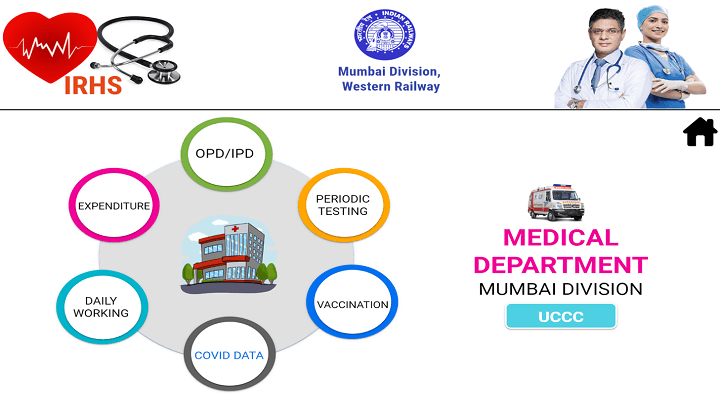 IRHS
INDIAN RAILWAYS
भारतीय रेल
Mumbai Division,
Western Railway
OPD/IPD
EXPENDITURE
PERIODIC
TESTING
DAILY
WORKING
VACCINATION
COVID DATA
MEDICAL
DEPARTMENT
MUMBAI DIVISION
UCCC